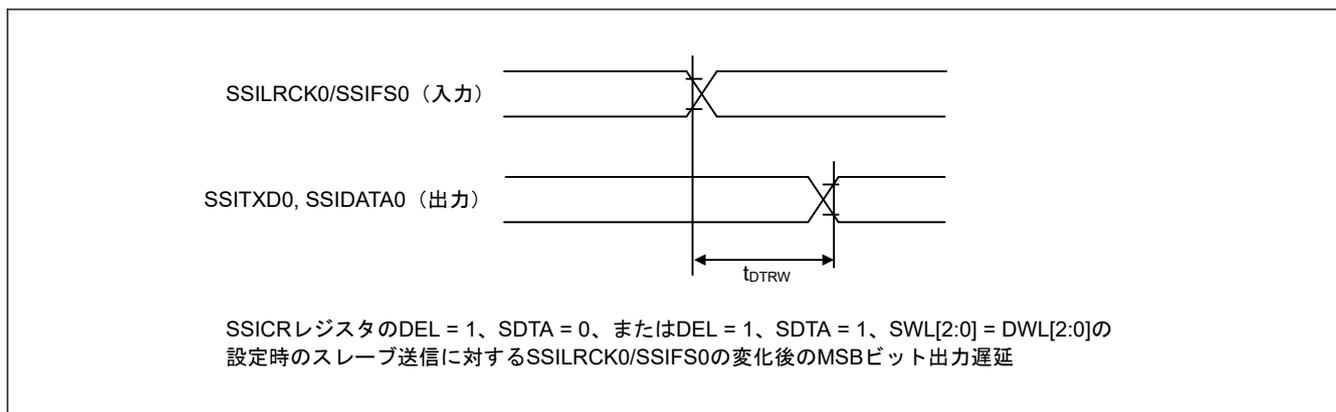 SSILRCK0/SSIFS0（入力）
SSITXD0, SSIDATA0（出力）
tDTRW
SSICRレジスタのDEL = 1、SDTA = 0、またはDEL = 1、SDTA = 1、SWL[2:0] = DWL[2:0]の
設定時のスレーブ送信に対するSSILRCK0/SSIFS0の変化後のMSBビット出力遅延